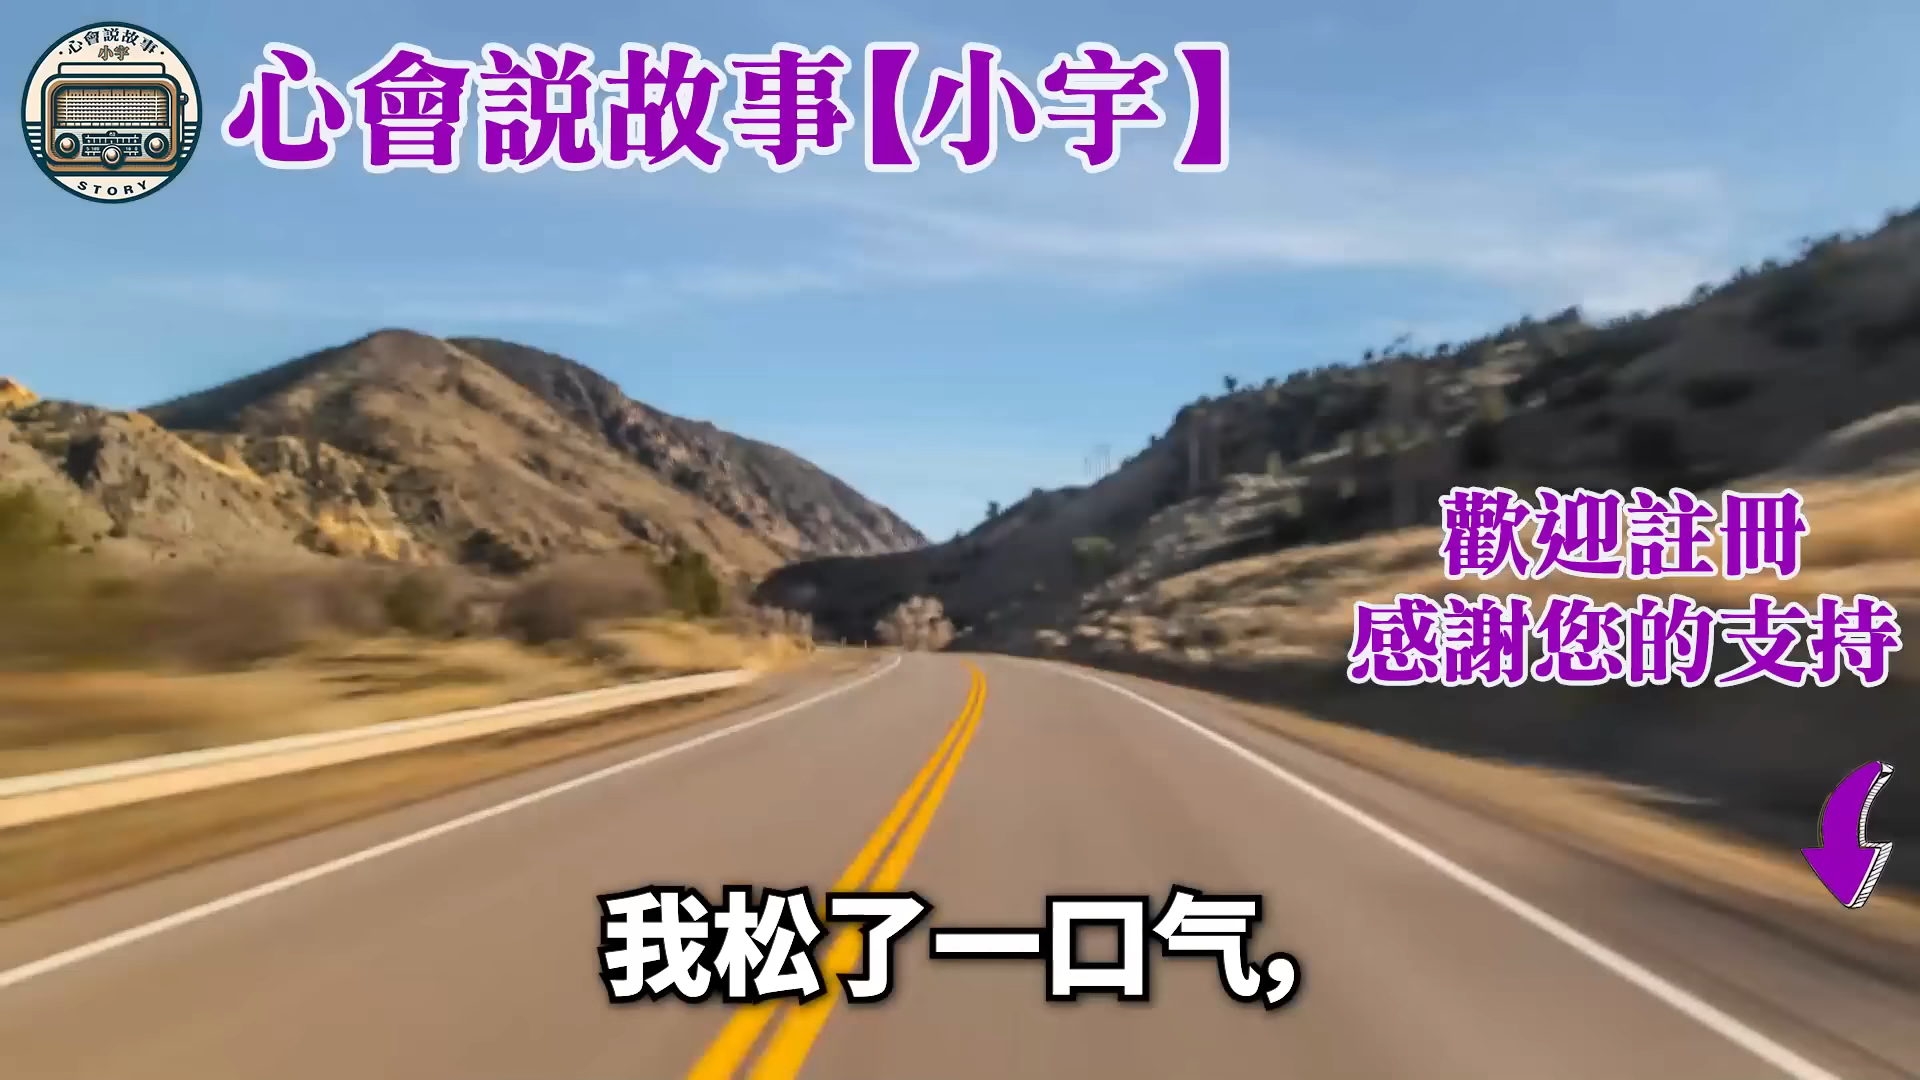 心會説故事
小宇
STORY
心會説故事【小宇】
歡迎註冊
感謝您的支持
我松了一口气,